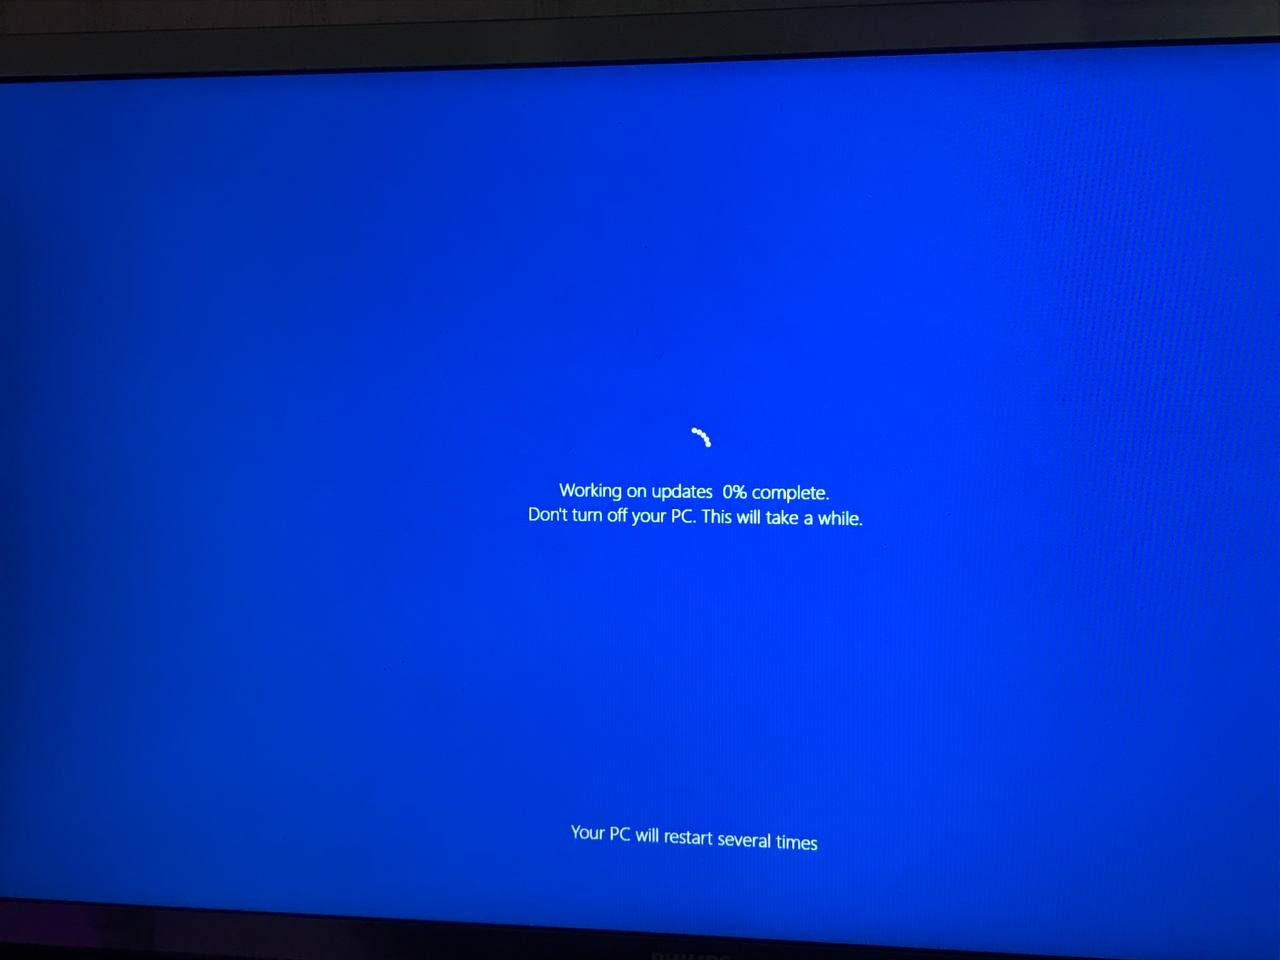 Working on updates  0% complete.
Don't turn off your PC. This will take a while.
Your PC will restart several times